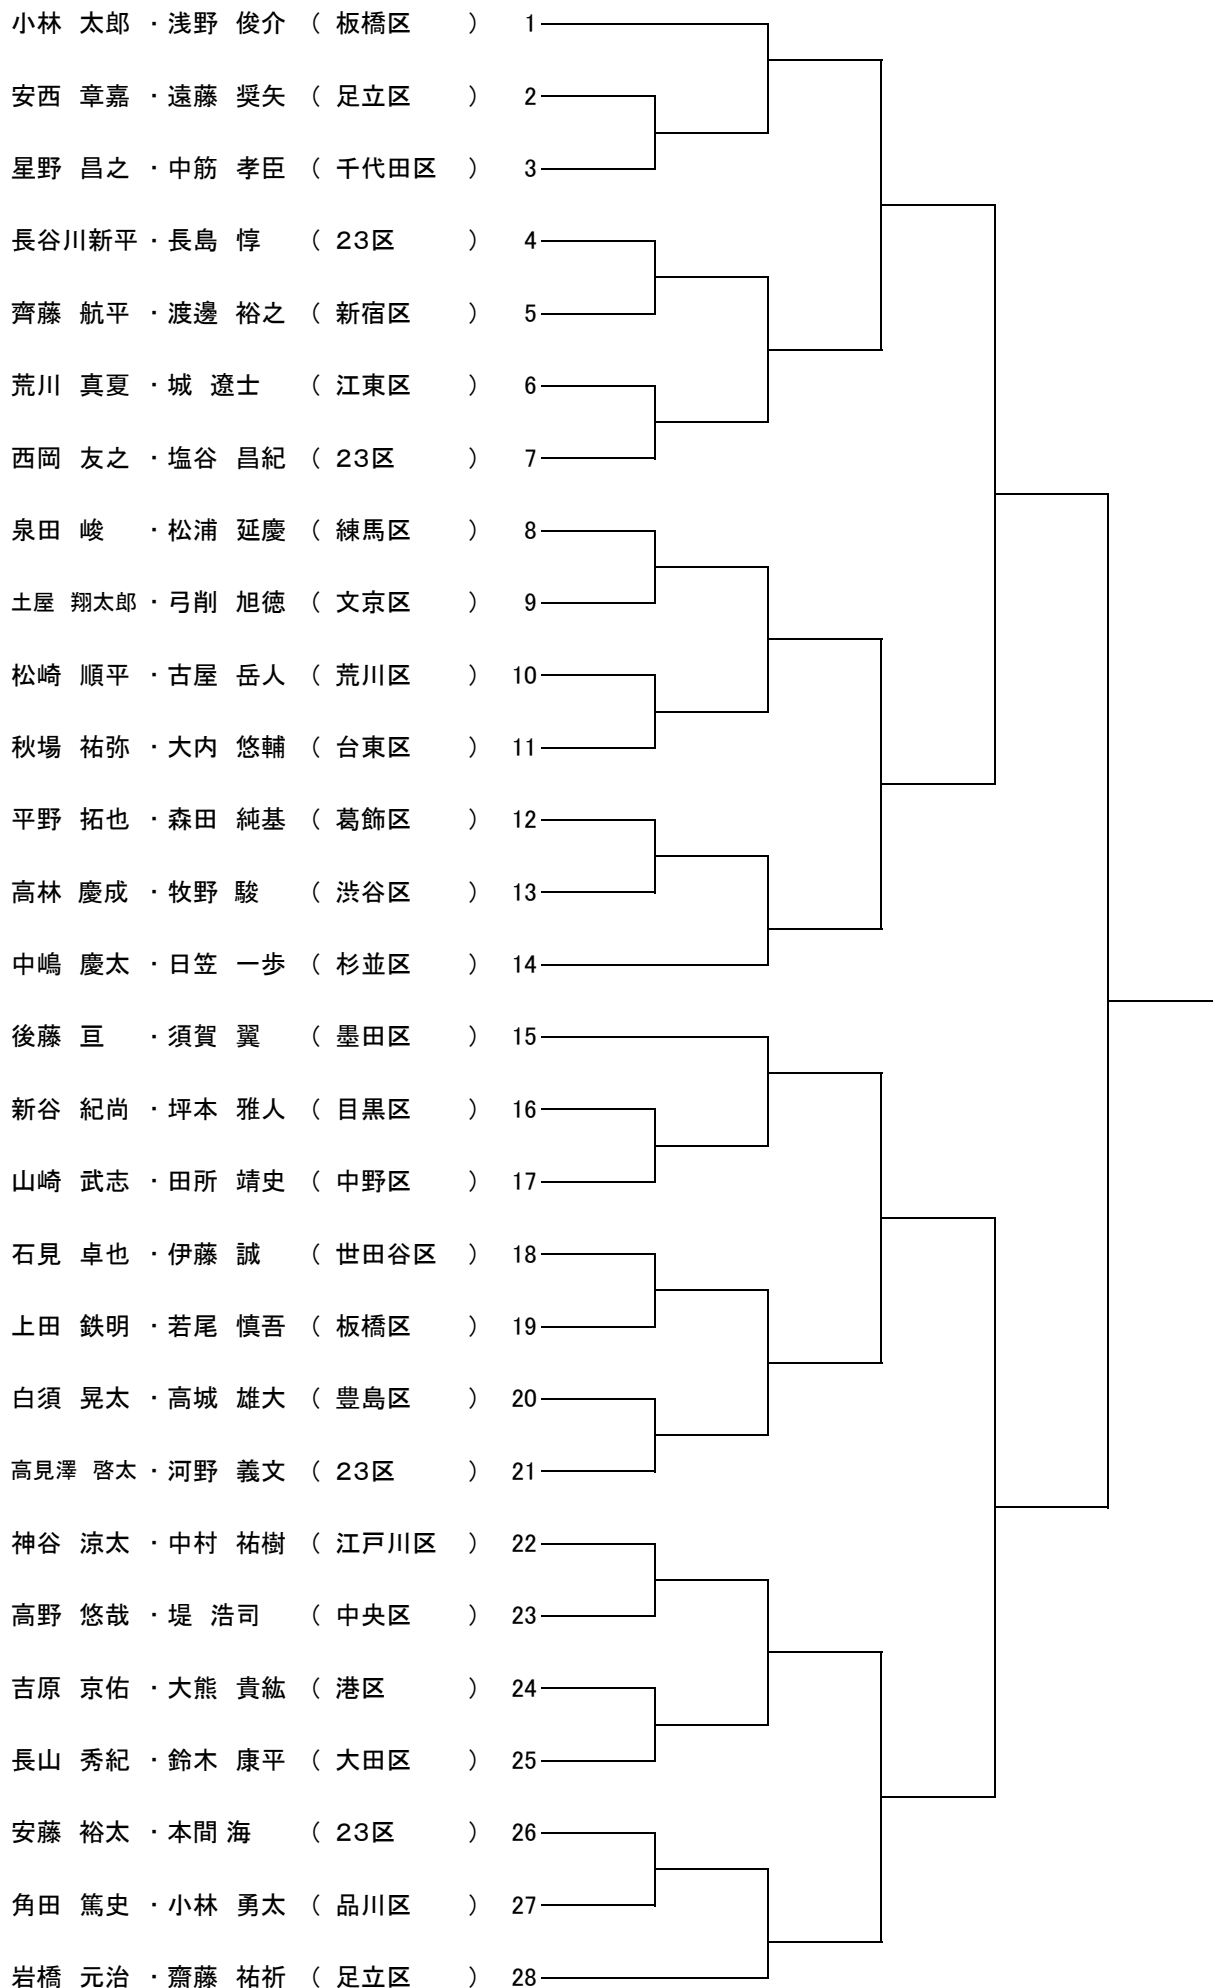 小林 太郎 ・浅野 俊介 ( 板橋区 ) 1
安西 章嘉 ・遠藤 奨矢 ( 足立区 ) 2
星野 昌之 ・中筋 孝臣 ( 千代田区 ) 3
長谷川新平・長島 惇 ( 23区 ) 4
齊藤 航平 ・渡邊 裕之 ( 新宿区 ) 5
荒川 真夏 ・城 遼士 ( 江東区 ) 6
西岡 友之 ・塩谷 昌紀 ( 23区 ) 7
泉田 峻 ・松浦 延慶 ( 練馬区 ) 8
土屋 翔太郎・弓削 旭徳 ( 文京区 ) 9
松崎 順平 ・古屋 岳人 ( 荒川区 ) 10
秋場 祐弥 ・大内 悠輔 ( 台東区 ) 11
平野 拓也 ・森田 純基 ( 葛飾区 ) 12
高林 慶成 ・牧野 駿 ( 渋谷区 ) 13
中嶋 慶太 ・日笠 一歩 ( 杉並区 ) 14
後藤 亘 ・須賀 翼 ( 墨田区 ) 15
新谷 紀尚 ・坪本 雅人 ( 目黒区 ) 16
山崎 武志 ・田所 靖史 ( 中野区 ) 17
石見 卓也 ・伊藤 誠 ( 世田谷区 ) 18
上田 鉄明 ・若尾 慎吾 ( 板橋区 ) 19
白須 晃太 ・高城 雄大 ( 豊島区 ) 20
高見澤 啓太・河野 義文 ( 23区 ) 21
神谷 涼太 ・中村 祐樹 ( 江戸川区 ) 22
高野 悠哉 ・堤 浩司 ( 中央区 ) 23
吉原 京佑 ・大熊 貴紘 ( 港区 ) 24
長山 秀紀 ・鈴木 康平 ( 大田区 ) 25
安藤 裕太 ・本間 海 ( 23区 ) 26
角田 篤史 ・小林 勇太 ( 品川区 ) 27
岩橋 元治 ・齋藤 祐祈 ( 足立区 ) 28